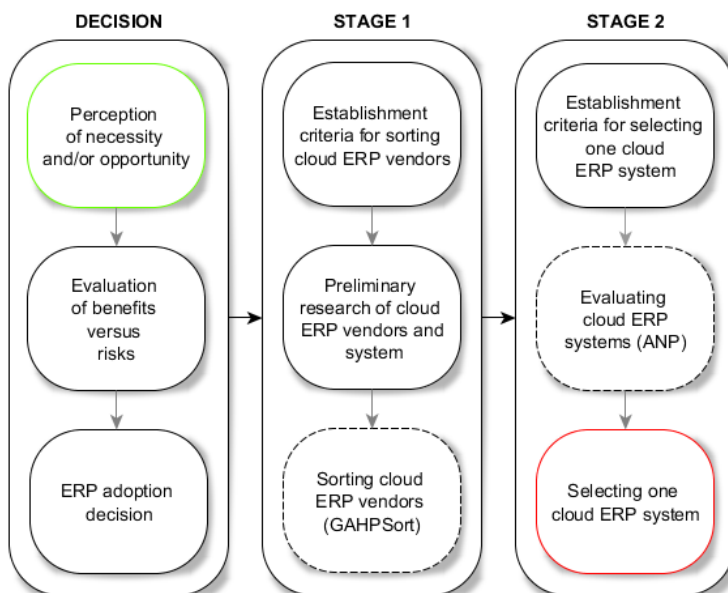 DECISION
Perception
of necessity
and/or opportunity
Evaluation
of benefits
versus
risks
ERP adoption
decision
STAGE 1
Establishment
criteria for sorting
cloud ERP vendors
Preliminary
research of cloud
ERP vendors and
system
Sorting cloud
ERP vendors
(GAHPSort)
STAGE 2
Establishment
criteria for selecting
one cloud
ERP system
Evaluating
cloud ERP
systems (ANP)
Selecting one
cloud ERP system